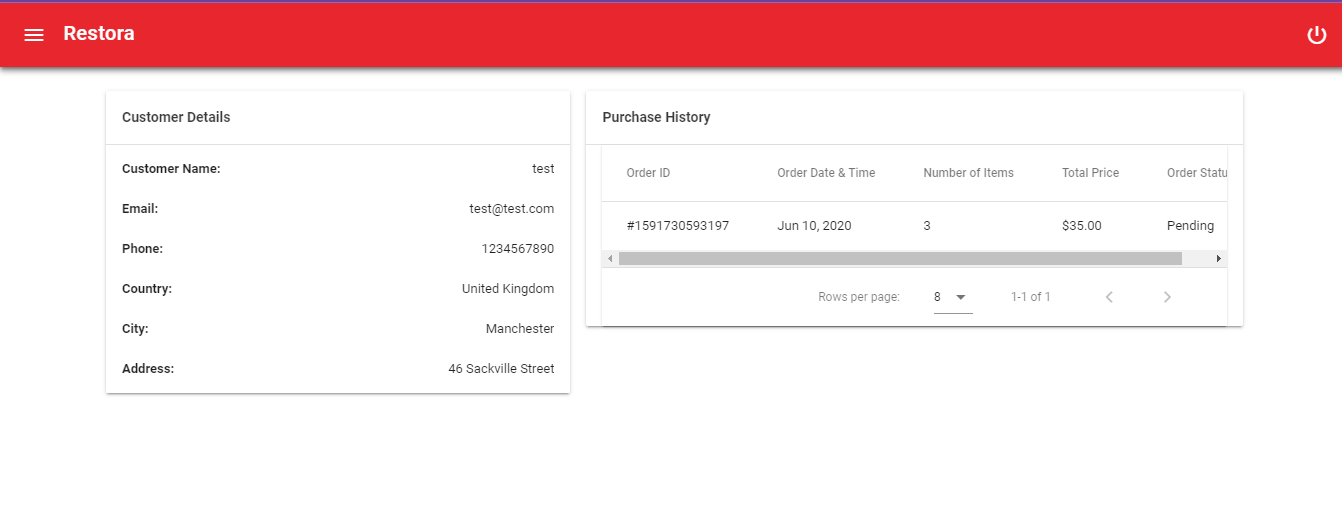 Restora
Customer Details
Customer Name: test
Email: test@test.com
Phone: 1234567890
Country: United Kingdom
City: Manchester
Address: 46 Sackville Street
Purchase History
Order ID Order Date & Time Number of Items Total Price Order Statu
#1591730593197 Jun 10, 2020 3 $35.00 Pending
Rows per page: 8 1-1 of 1